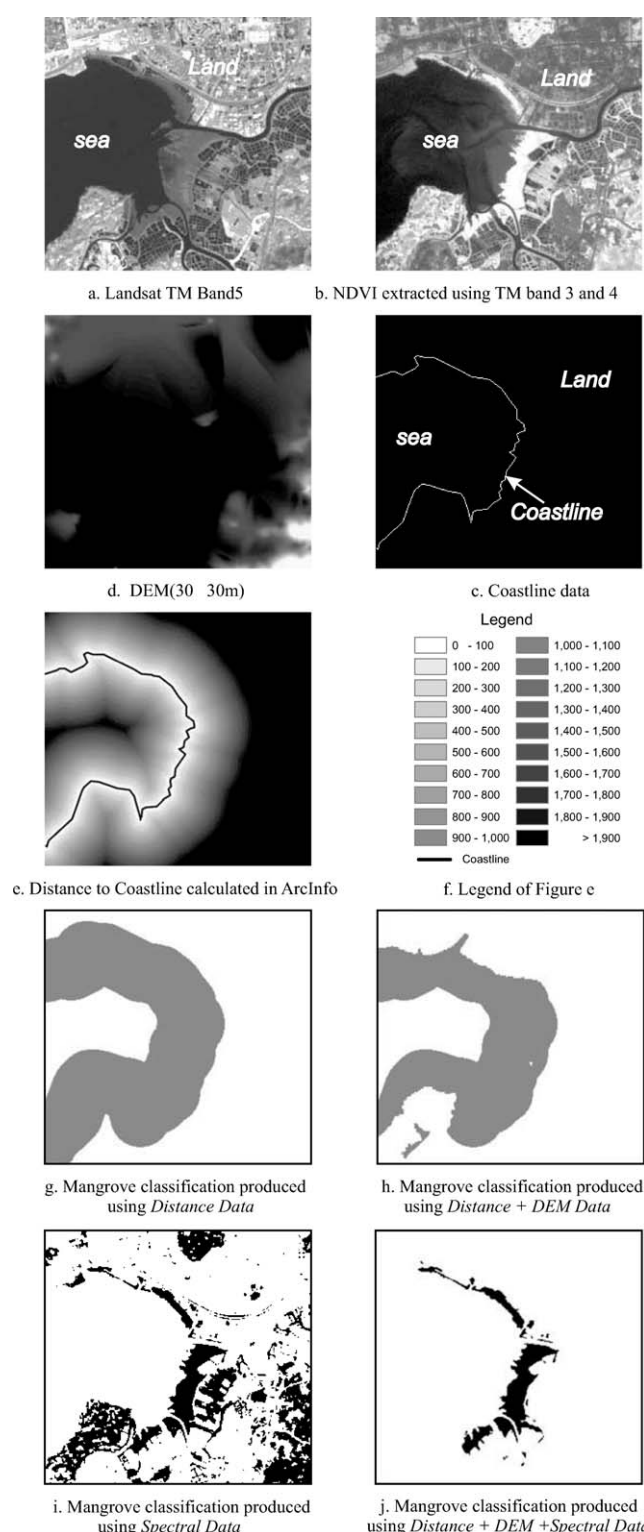 Land
sea
Land
sea
a. Landsat TM Band5
b. NDVI extracted using TM band 3 and 4
Land
sea
Coastline
d. DEM(30 30m)
c. Coastline data
Legend
0 - 100
100 - 200
200 - 300
300 - 400
400 - 500
500 - 600
600 - 700
700 - 800
800 - 900
900 - 1,000
1,000 - 1,100
1,100 - 1,200
1,200 - 1,300
1,300 - 1,400
1,400 - 1,500
1,500 - 1,600
1,600 - 1,700
1,700 - 1,800
1,800 - 1,900
> 1,900
Coastline
e. Distance to Coastline calculated in ArcInfo
f. Legend of Figure e
g. Mangrove classification produced
using Distance Data
h. Mangrove classification produced
using Distance + DEM Data
i. Mangrove classification produced
using Spectral Data
j. Mangrove classification produced
using Distance + DEM +Spectral Data